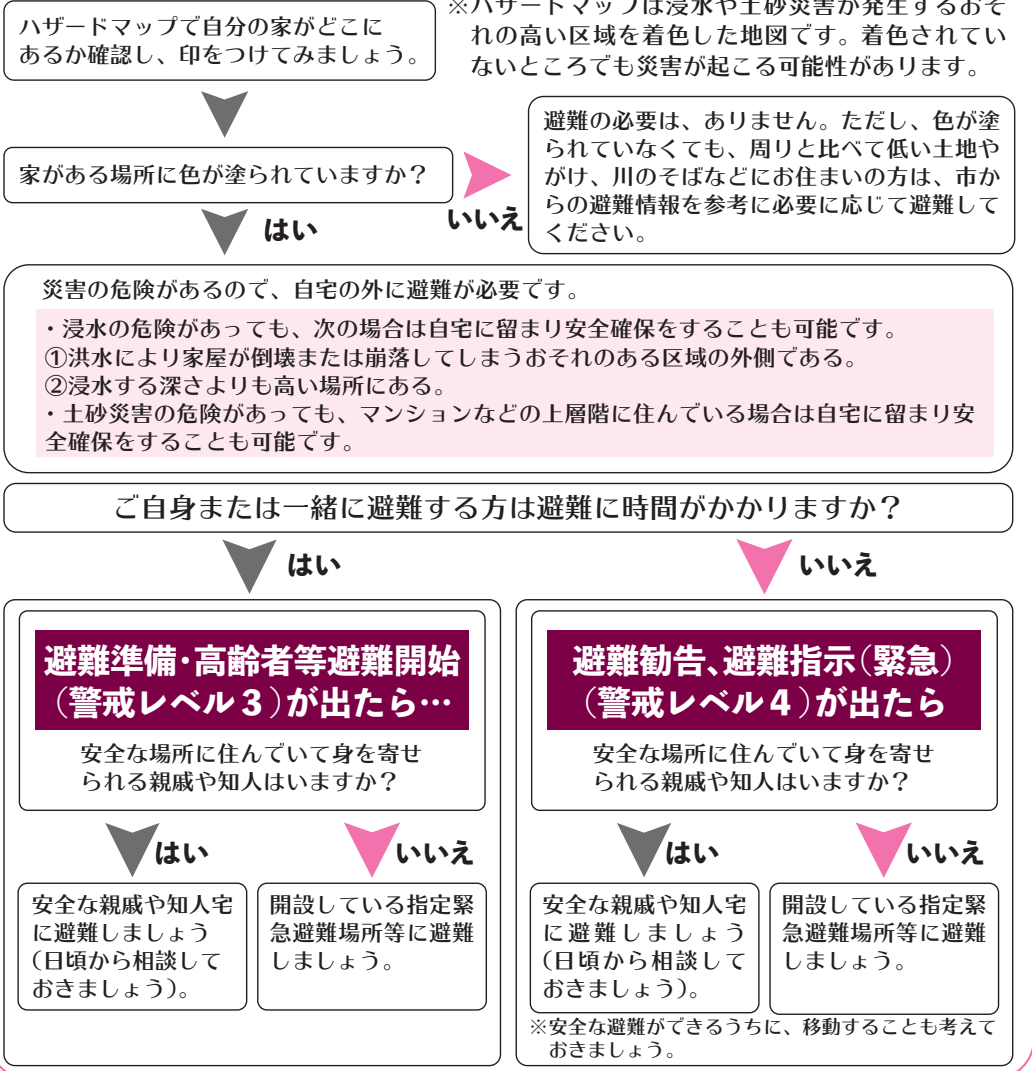 ハザードマップで自分の家がどこに
あるか確認し、印をつけてみましょう。
※ハザードマップは浸水や土砂災害が発生するおそ
れの高い区域を着色した地図です。着色されてい
ないところでも災害が起こる可能性があります。
家がある場所に色が塗られていますか？
いいえ
避難の必要は、ありません。ただし、色が塗
られていなくても、周りと比べて低い土地や
がけ、川のそばなどにお住まいの方は、市か
らの避難情報を参考に必要に応じて避難して
ください。
はい
災害の危険があるので、自宅の外に避難が必要です。
・浸水の危険があっても、次の場合は自宅に留まり安全確保をすることも可能です。
①洪水により家屋が倒壊または崩落してしまうおそれのある区域の外側である。
②浸水する深さよりも高い場所にある。
・土砂災害の危険があっても、マンションなどの上層階に住んでいる場合は自宅に留まり安
全確保をすることも可能です。
ご自身または一緒に避難する方は避難に時間がかかりますか？
はい
避難準備・高齢者等避難開始
（警戒レベル３）が出たら…
安全な場所に住んでいて身を寄せ
られる親戚や知人はいますか？
はい
安全な親戚や知人宅
に避難しましょう
（日頃から相談して
おきましょう）。
いいえ
開設している指定緊
急避難場所等に避難
しましょう。
いいえ
避難勧告、避難指示（緊急）
（警戒レベル４）が出たら
安全な場所に住んでいて身を寄せ
られる親戚や知人はいますか？
はい
安全な親戚や知人宅
に避難しましょう
（日頃から相談して
おきましょう）。
いいえ
開設している指定緊
急避難場所等に避難
しましょう。
※安全な避難ができるうちに、移動することも考えて
おきましょう。